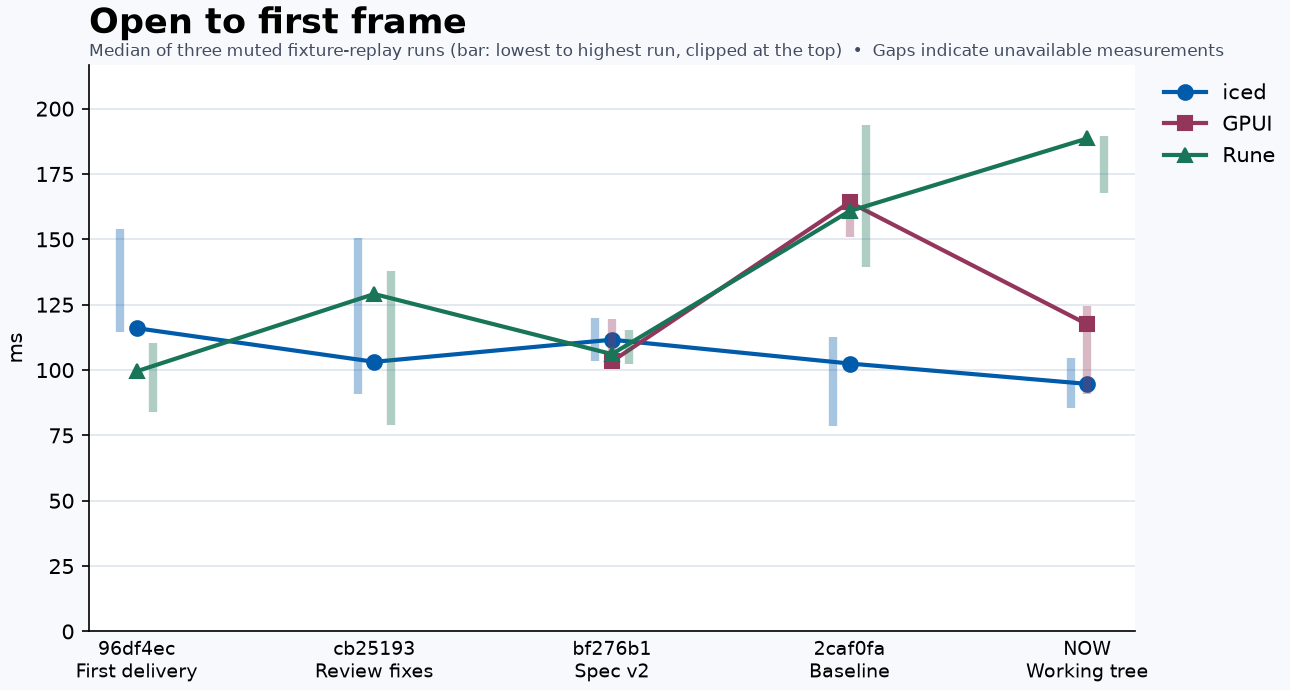 Open to first frame
Median of three muted fixture-replay runs (bar: lowest to highest run, clipped at the top)  •  Gaps indicate unavailable measurements
iced
GPUI
Rune
ms
200
175
150
125
100
75
50
25
0
96df4ec
First delivery
cb25193
Review fixes
bf276b1
Spec v2
2caf0fa
Baseline
NOW
Working tree